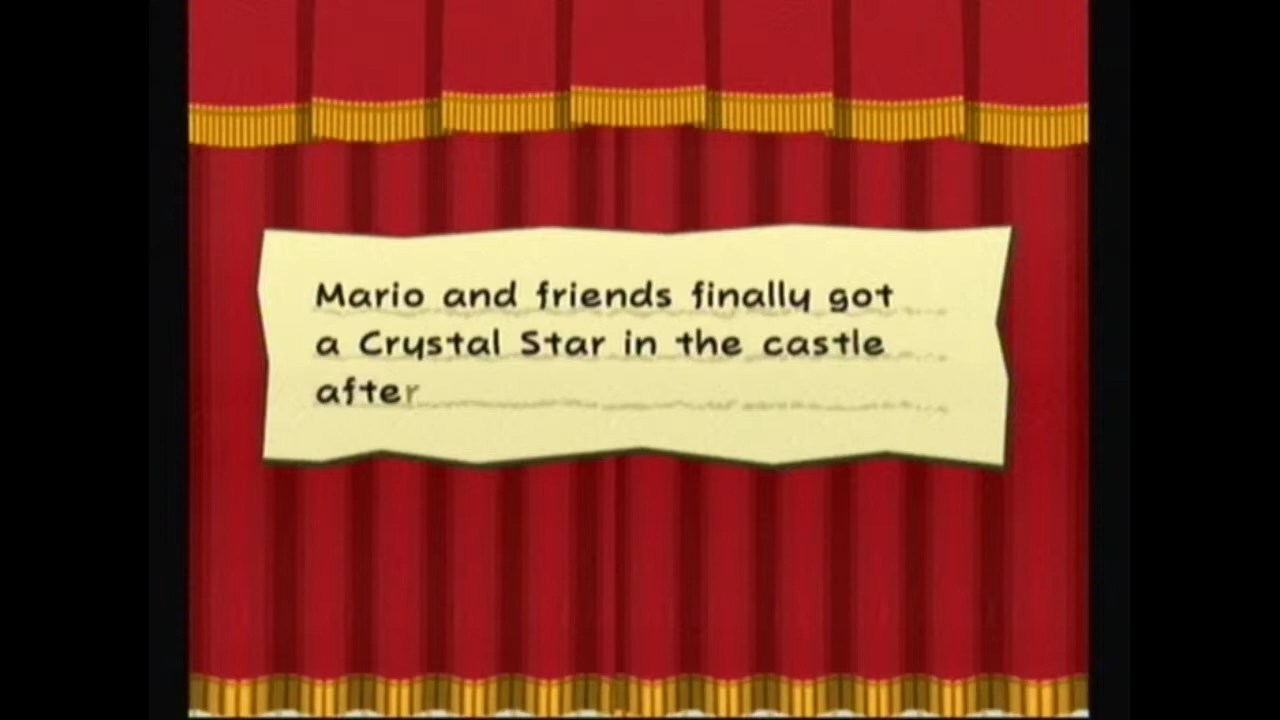 Mario and friends finally got
a Crystal Star in the castle
after